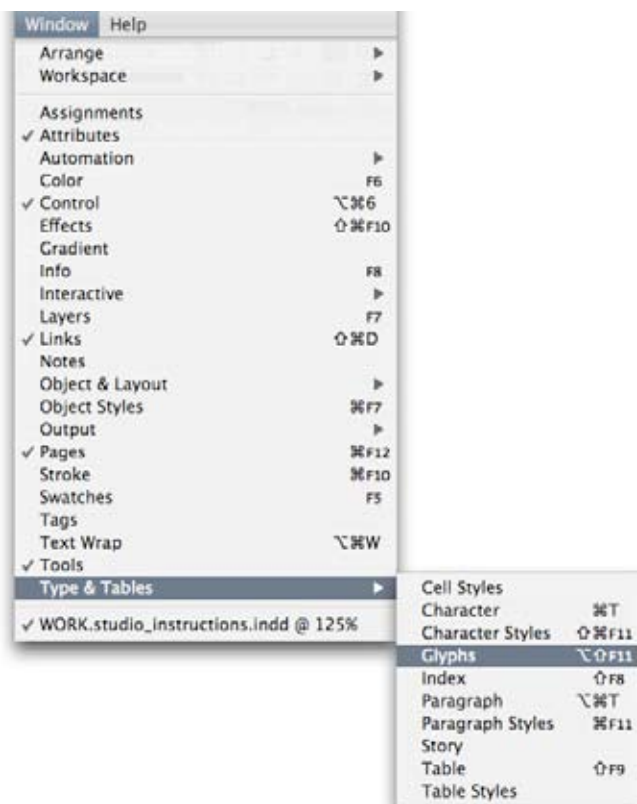 Window Help
Arrange ▶
Workspace ▶
Assignments
✓ Attributes
Automation ▶
Color F6
✓ Control ⌥⌘6
Effects ⇧⌘F10
Gradient
Info F8
Interactive ▶
Layers F7
✓ Links ⇧⌘D
Notes
Object & Layout ▶
Object Styles ⌘F7
Output ▶
✓ Pages ⌘F12
Stroke ⌘F10
Swatches F5
Tags
Text Wrap ⌥⌘W
✓ Tools
Type & Tables ▶
✓ WORK.studio_instructions.indd @ 125%
Cell Styles
Character ⌘T
Character Styles ⇧⌘F11
Glyphs ⌥⇧F11
Index ⇧F8
Paragraph ⌥⌘T
Paragraph Styles ⌘F11
Story
Table ⇧F9
Table Styles